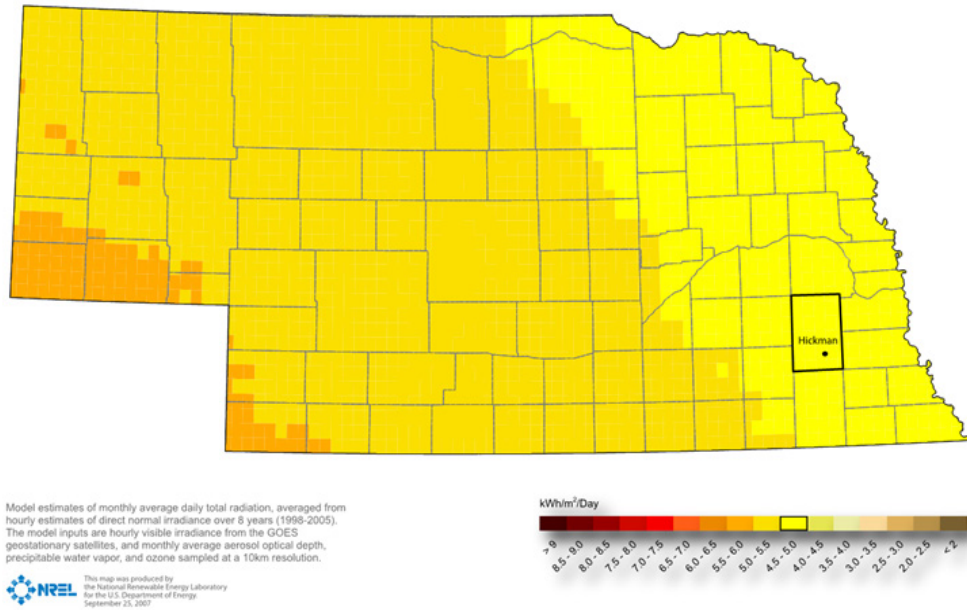 Hickman
Model estimates of monthly average daily total radiation, averaged from
hourly estimates of direct normal irradiance over 8 years (1998-2005).
The model inputs are hourly visible irradiance from the GOES
geostationary satellites, and monthly average aerosol optical depth,
precipitable water vapor, and ozone sampled at a 10km resolution.
NREL
This map was produced by
the National Renewable Energy Laboratory
for the U.S. Department of Energy.
September 25, 2007
kWh/m²/Day
> 9
8.5 - 9.0
8.0 - 8.5
7.5 - 8.0
7.0 - 7.5
6.5 - 7.0
6.0 - 6.5
5.5 - 6.0
5.0 - 5.5
4.5 - 5.0
4.0 - 4.5
3.5 - 4.0
3.0 - 3.5
2.5 - 3.0
2.0 - 2.5
< 2